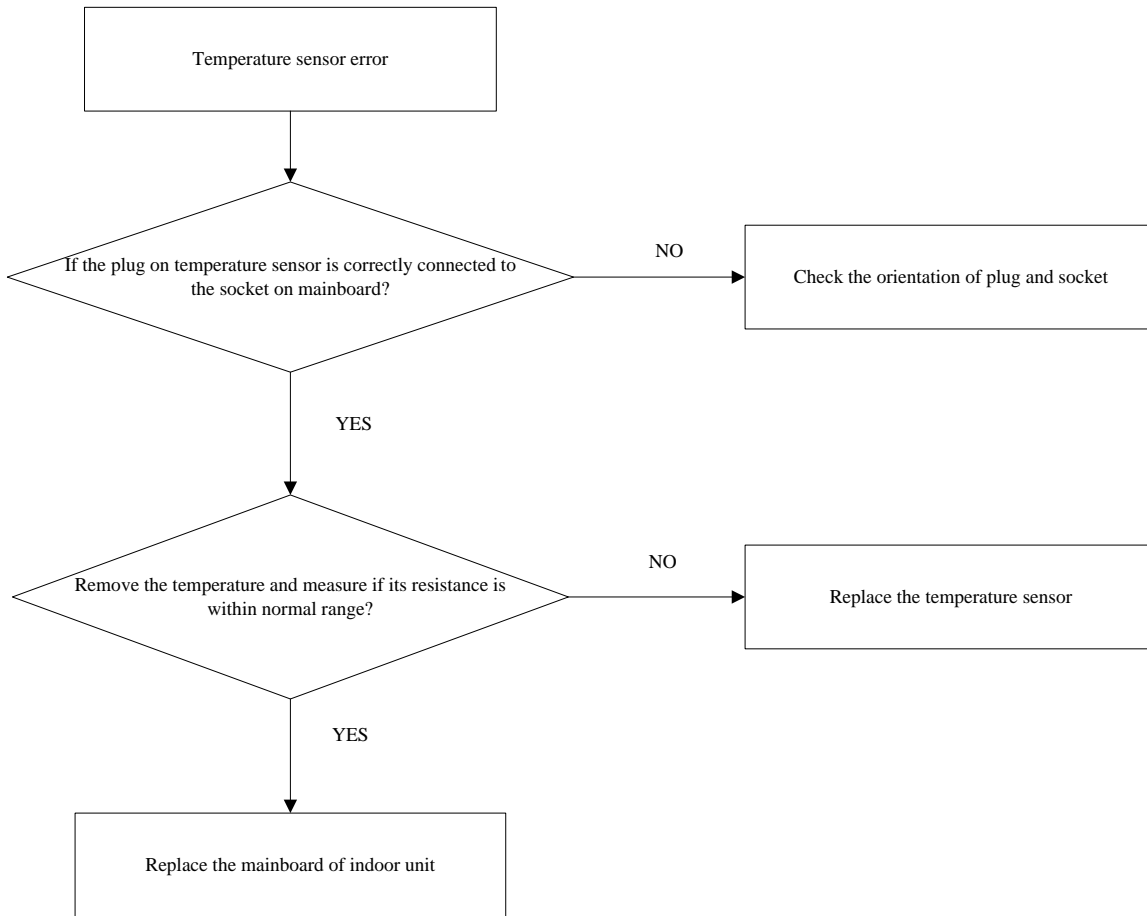 Temperature sensor error
If the plug on temperature sensor is correctly connected to
the socket on mainboard?
NO
Check the orientation of plug and socket
YES
Remove the temperature and measure if its resistance is
within normal range?
NO
Replace the temperature sensor
YES
Replace the mainboard of indoor unit